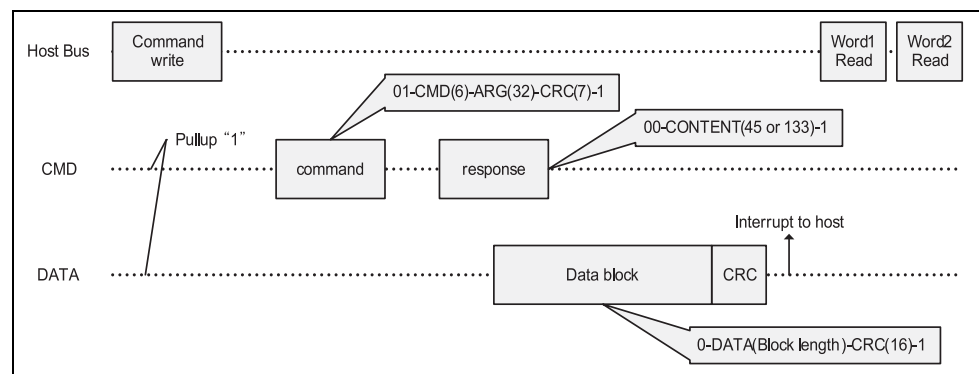 Host Bus
Command
write
Word1
Read
Word2
Read
01-CMD(6)-ARG(32)-CRC(7)-1
00-CONTENT(45 or 133)-1
Pullup “1”
CMD
command
response
Interrupt to host
DATA
Data block
CRC
0-DATA(Block length)-CRC(16)-1